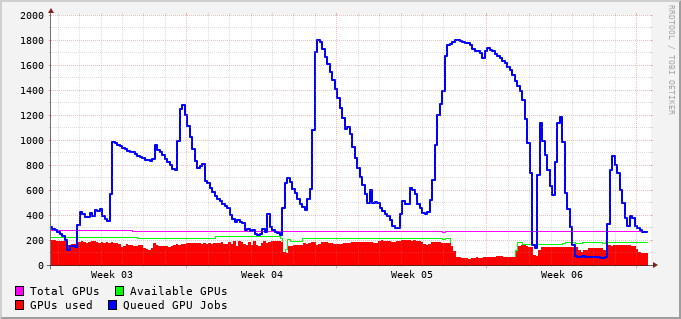 2000
1800
1600
1400
1200
1000
800
600
400
200
0
Week 03 Week 04 Week 05 Week 06
Total GPUs Available GPUs
GPUs used Queued GPU Jobs
RRDTOOL / TOBI OETIKER